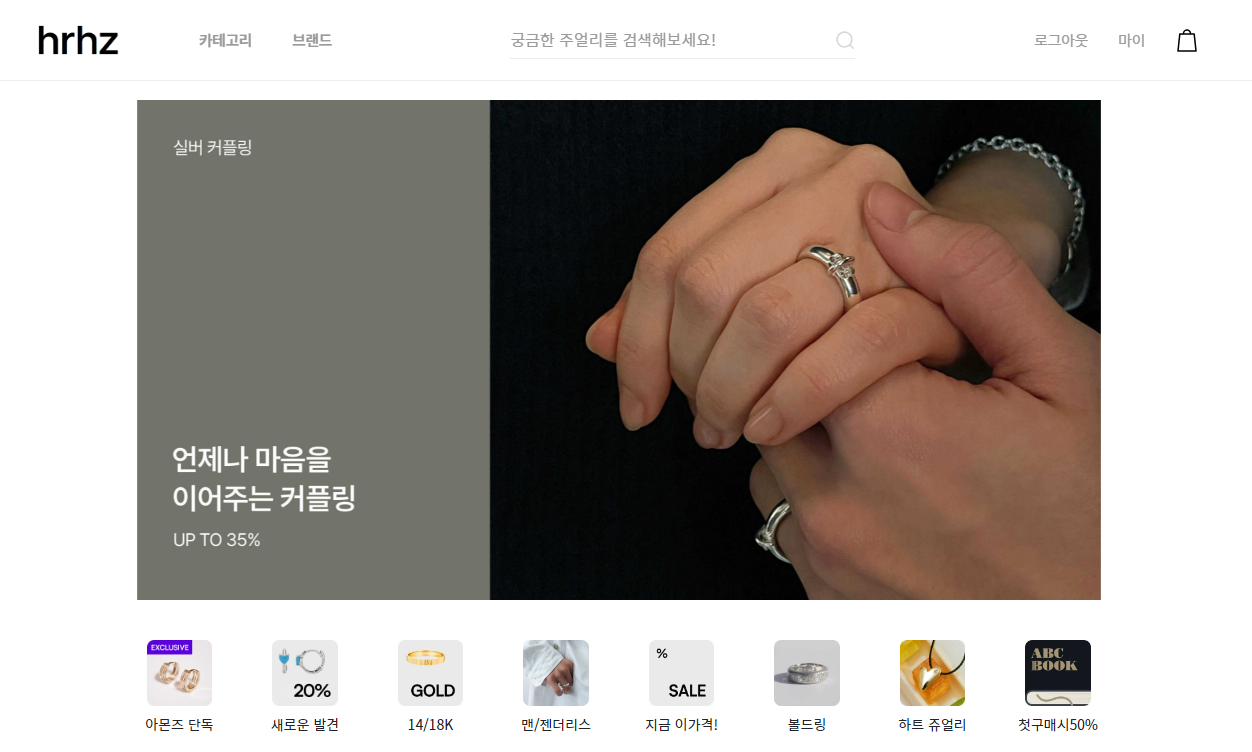 hrhz
카테고리
브랜드
궁금한 주얼리를 검색해보세요!
로그아웃
마이
실버 커플링
언제나 마음을
이어주는 커플링
UP TO 35%
EXCLUSIVE
아몬즈 단독
20%
새로운 발견
GOLD
14/18K
맨/젠더리스
%
SALE
지금 이가격!
볼드링
하트 쥬얼리
ABC
BOOK
첫구매시50%